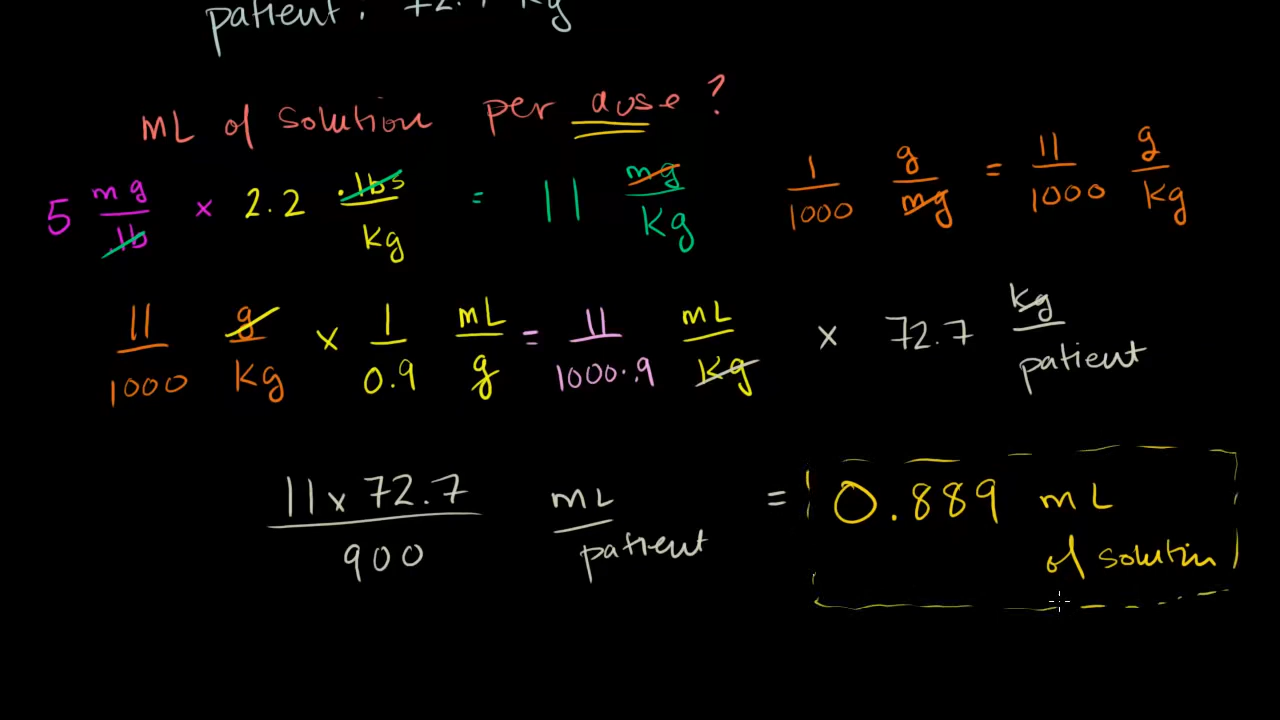 patient: 72.7 kg
mL of solution per dose?
5 mg/lb × 2.2 lbs/kg = 11 mg/kg 1/1000 g/mg = 11/1000 g/kg
11/1000 g/kg × 1/0.9 mL/g = 11/1000·.9 mL/kg × 72.7 kg/patient
11 x 72.7/900 mL/patient = 0.889 mL
of solutin